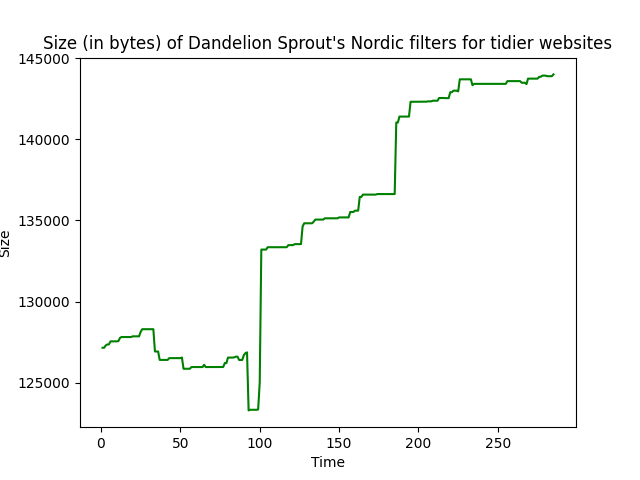 Size (in bytes) of Dandelion Sprout's Nordic filters for tidier websites
145000
140000
135000
130000
125000
Size
0 50 100 150 200 250
Time